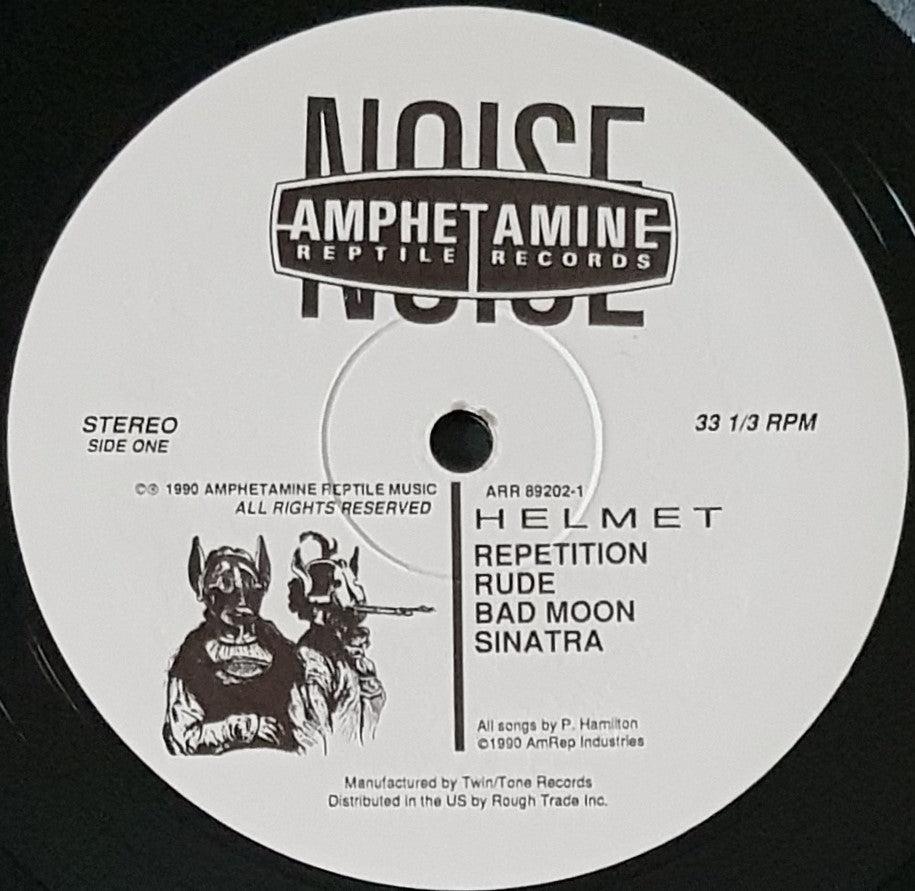 NOISE
AMPHETAMINE
REPTILE RECORDS
NOISE
STEREO
SIDE ONE
33 1/3 RPM
©℗ 1990 AMPHETAMINE REPTILE MUSIC
ALL RIGHTS RESERVED
ARR 89202-1
HELMET
REPETITION
RUDE
BAD MOON
SINATRA
All songs by P. Hamilton
©1990 AmRep Industries
Manufactured by Twin/Tone Records
Distributed in the US by Rough Trade Inc.